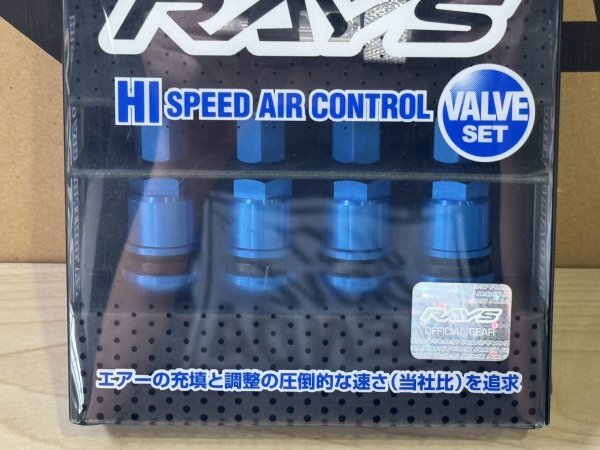 RAYS
HI SPEED AIR CONTROL
VALVE
SET
RAYS
OFFICIAL GEAR
エアーの充填と調整の圧倒的な速さ(当社比)を追求